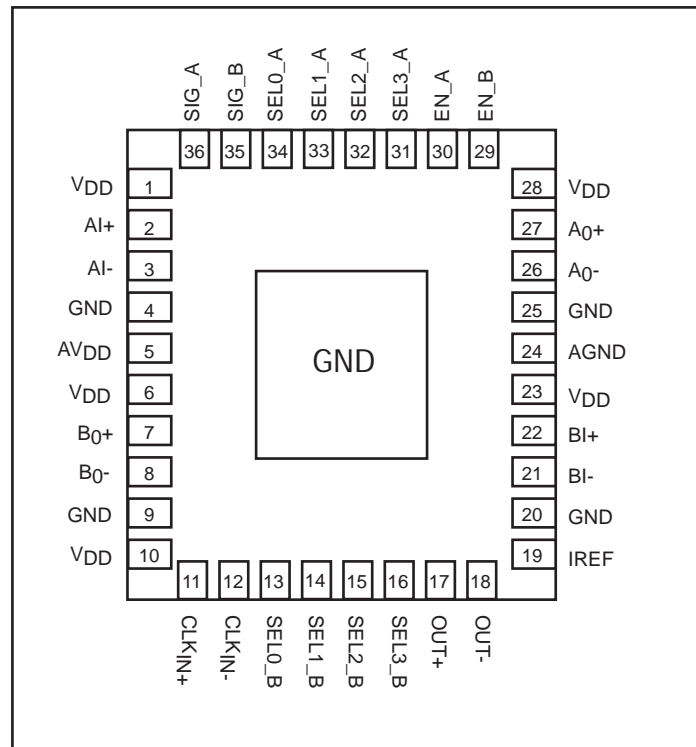 SIG_A
SIG_B
SEL0_A
SEL1_A
SEL2_A
SEL3_A
EN_A
EN_B
36 35 34 33 32 31 30 29
VDD 1 28 VDD
AI+ 2 27 A0+
AI- 3 26 A0-
GND 4 25 GND
AVDD 5 24 AGND
GND
VDD 6 23 VDD
B0+ 7 22 BI+
B0- 8 21 BI-
GND 9 20 GND
VDD 10 19 IREF
11 12 13 14 15 16 17 18
CLKIN+
CLKIN-
SEL0_B
SEL1_B
SEL2_B
SEL3_B
OUT+
OUT-